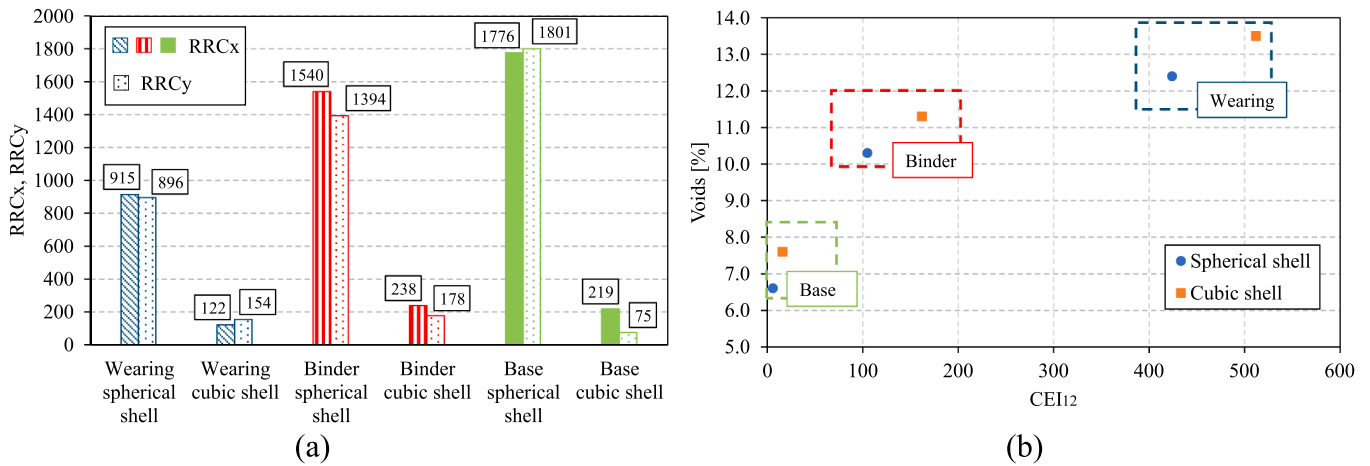 2000
1800
1600
1400
1200
1000
800
600
400
200
0
RRCx, RRCy
RRCx
RRCy
915
896
122
154
1540
1394
238
178
1776
1801
219
75
Wearing
spherical
shell
Wearing
cubic shell
Binder
spherical
shell
Binder
cubic shell
Base
spherical
shell
Base
cubic shell
(a)
14.0
13.0
12.0
11.0
10.0
9.0
8.0
7.0
6.0
5.0
Voids [%]
Wearing
Binder
Base
Spherical shell
Cubic shell
0 100 200 300 400 500 600
CEI12
(b)